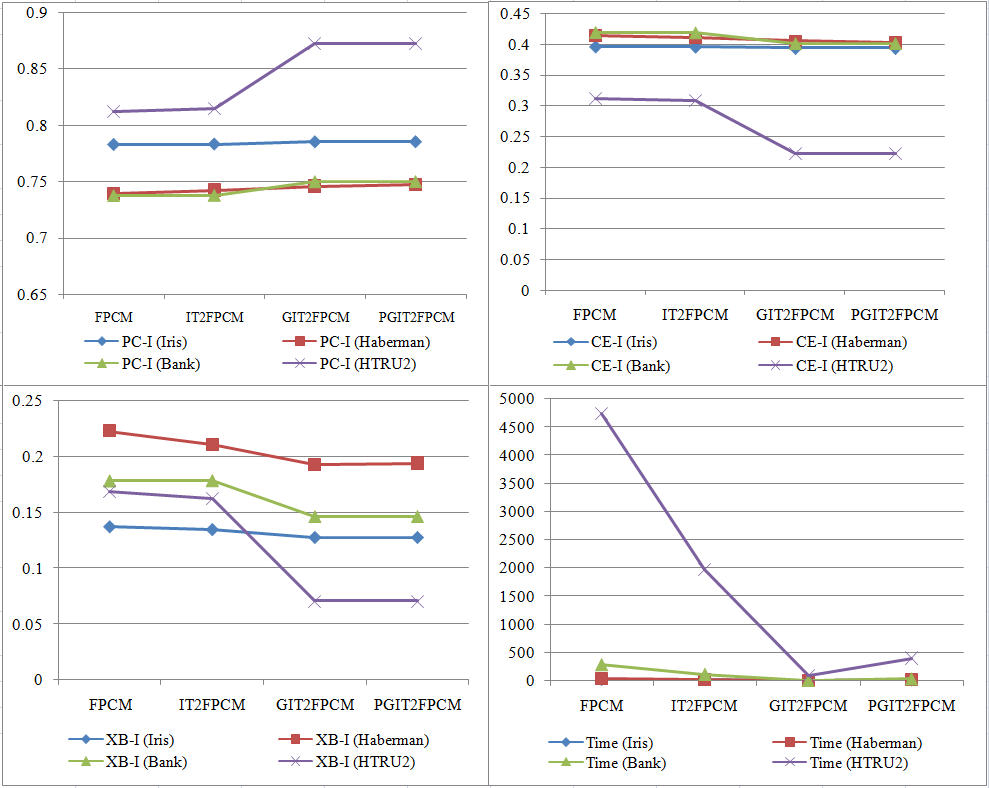 0.9
0.85
0.8
0.75
0.7
0.65
FPCM IT2FPCM GIT2FPCM PGIT2FPCM
PC-I (Iris) PC-I (Haberman)
PC-I (Bank) PC-I (HTRU2)
0.45
0.4
0.35
0.3
0.25
0.2
0.15
0.1
0.05
0
FPCM IT2FPCM GIT2FPCM PGIT2FPCM
CE-I (Iris) CE-I (Haberman)
CE-I (Bank) CE-I (HTRU2)
0.25
0.2
0.15
0.1
0.05
0
FPCM IT2FPCM GIT2FPCM PGIT2FPCM
XB-I (Iris) XB-I (Haberman)
XB-I (Bank) XB-I (HTRU2)
5000
4500
4000
3500
3000
2500
2000
1500
1000
500
0
FPCM IT2FPCM GIT2FPCM PGIT2FPCM
Time (Iris) Time (Haberman)
Time (Bank) Time (HTRU2)